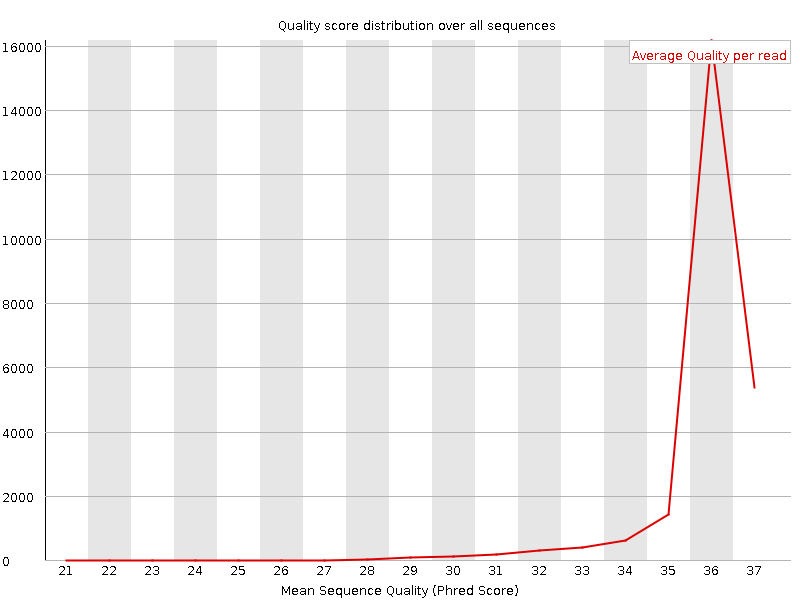 Quality score distribution over all sequences
Average Quality per read
16000
14000
12000
10000
8000
6000
4000
2000
0
21 22 23 24 25 26 27 28 29 30 31 32 33 34 35 36 37
Mean Sequence Quality (Phred Score)